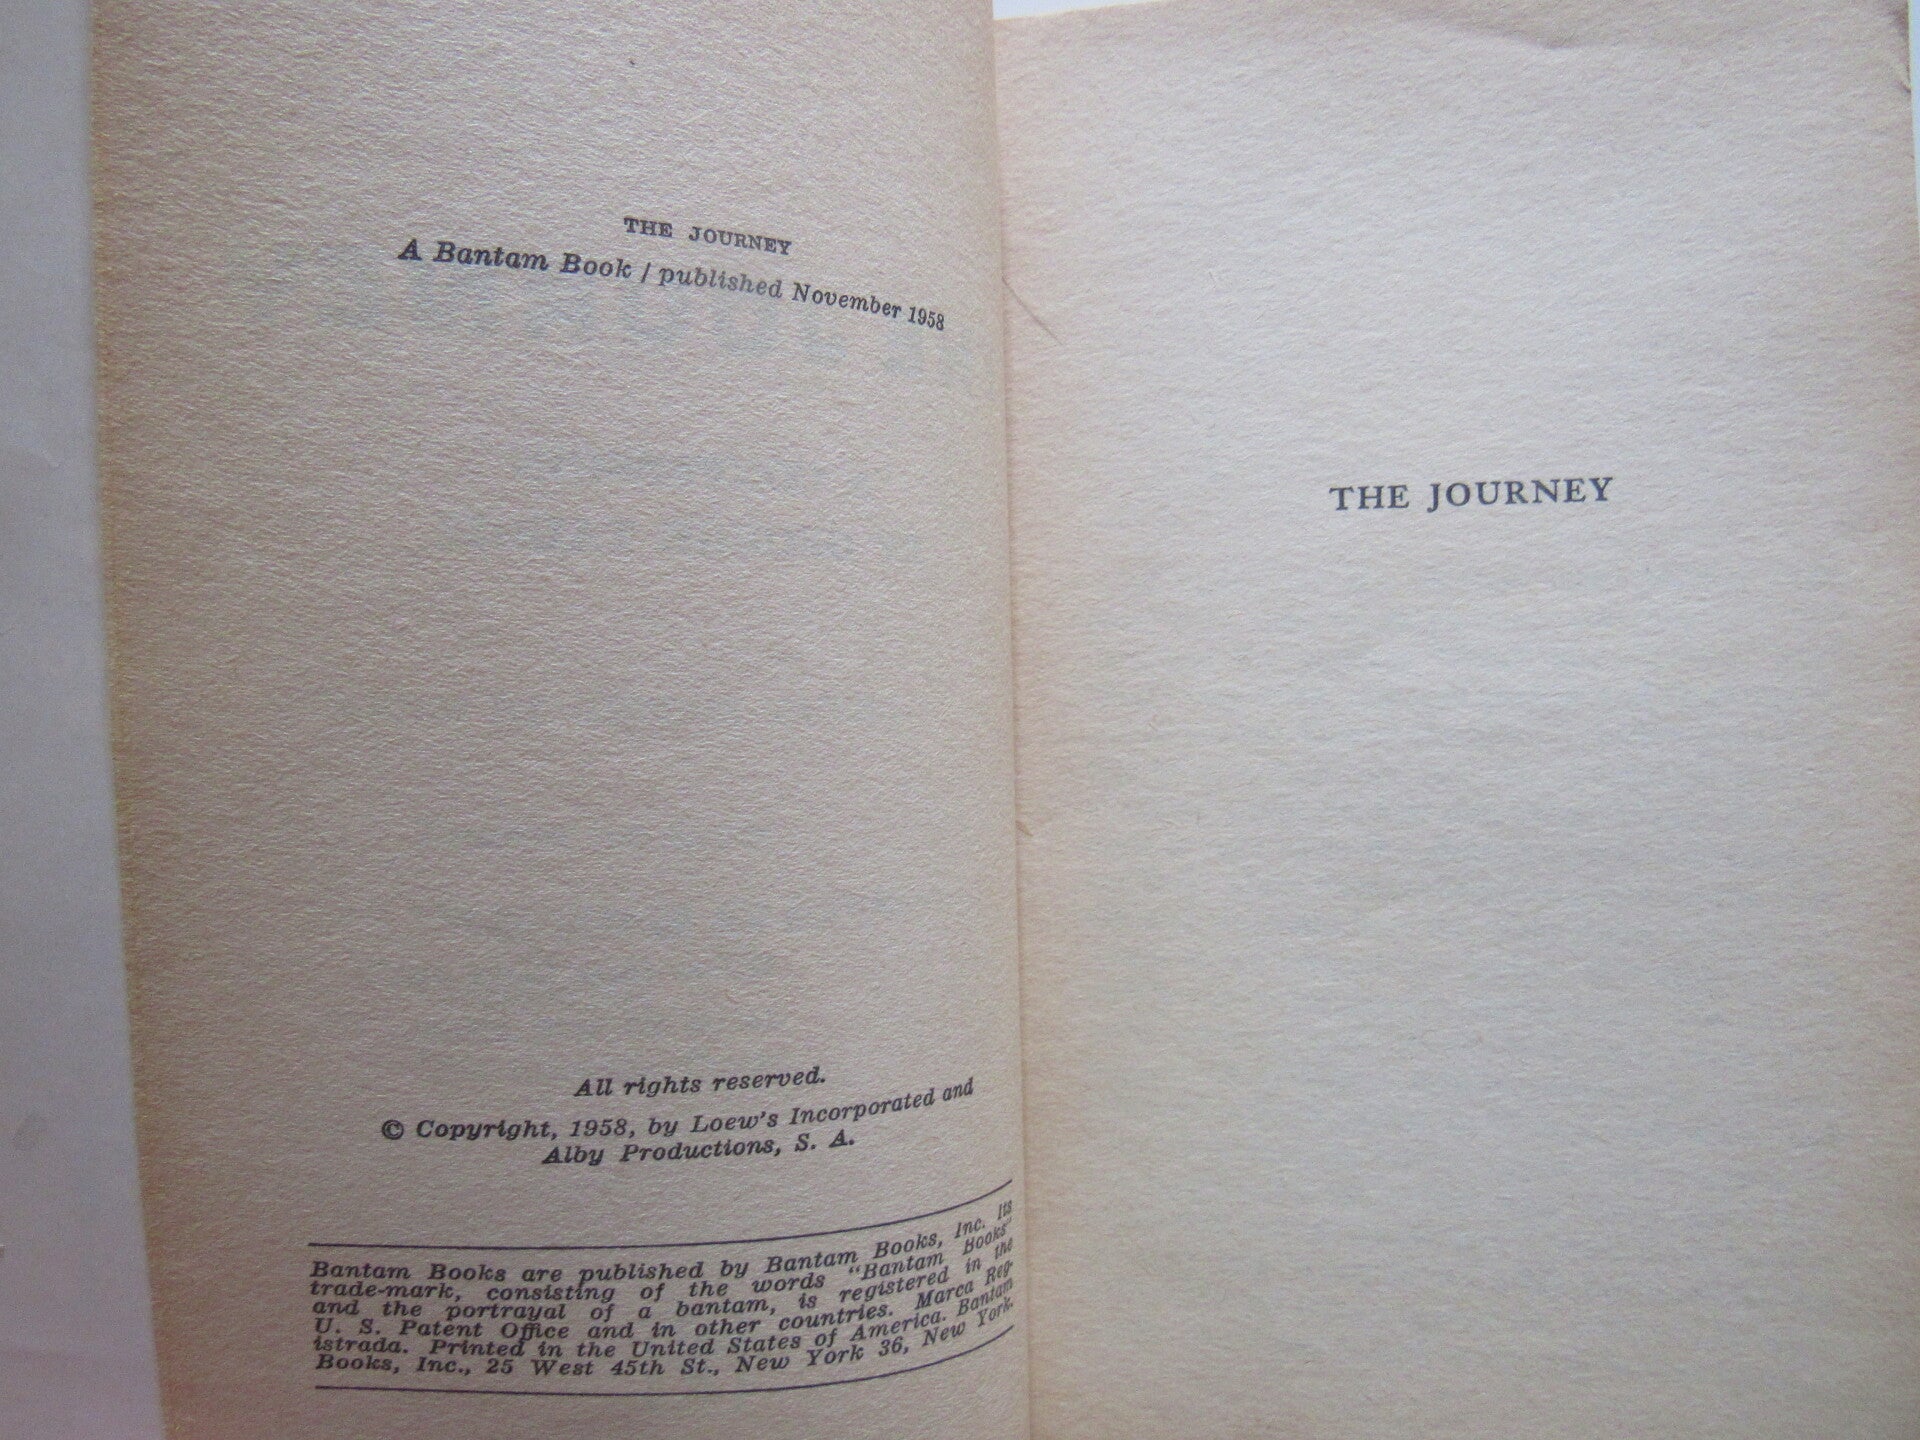 THE JOURNEY
A Bantam Book / published November 1958
All rights reserved.
© Copyright, 1958, by Loew's Incorporated and
Alby Productions, S. A.
Bantam Books are published by Bantam Books, Inc. Its
trade-mark, consisting of the words "Bantam Books"
and the portrayal of a bantam, is registered in the
U. S. Patent Office and in other countries. Marca Reg-
istrada. Printed in the United States of America. Bantam
Books, Inc., 25 West 45th St., New York 36, New York.
THE JOURNEY